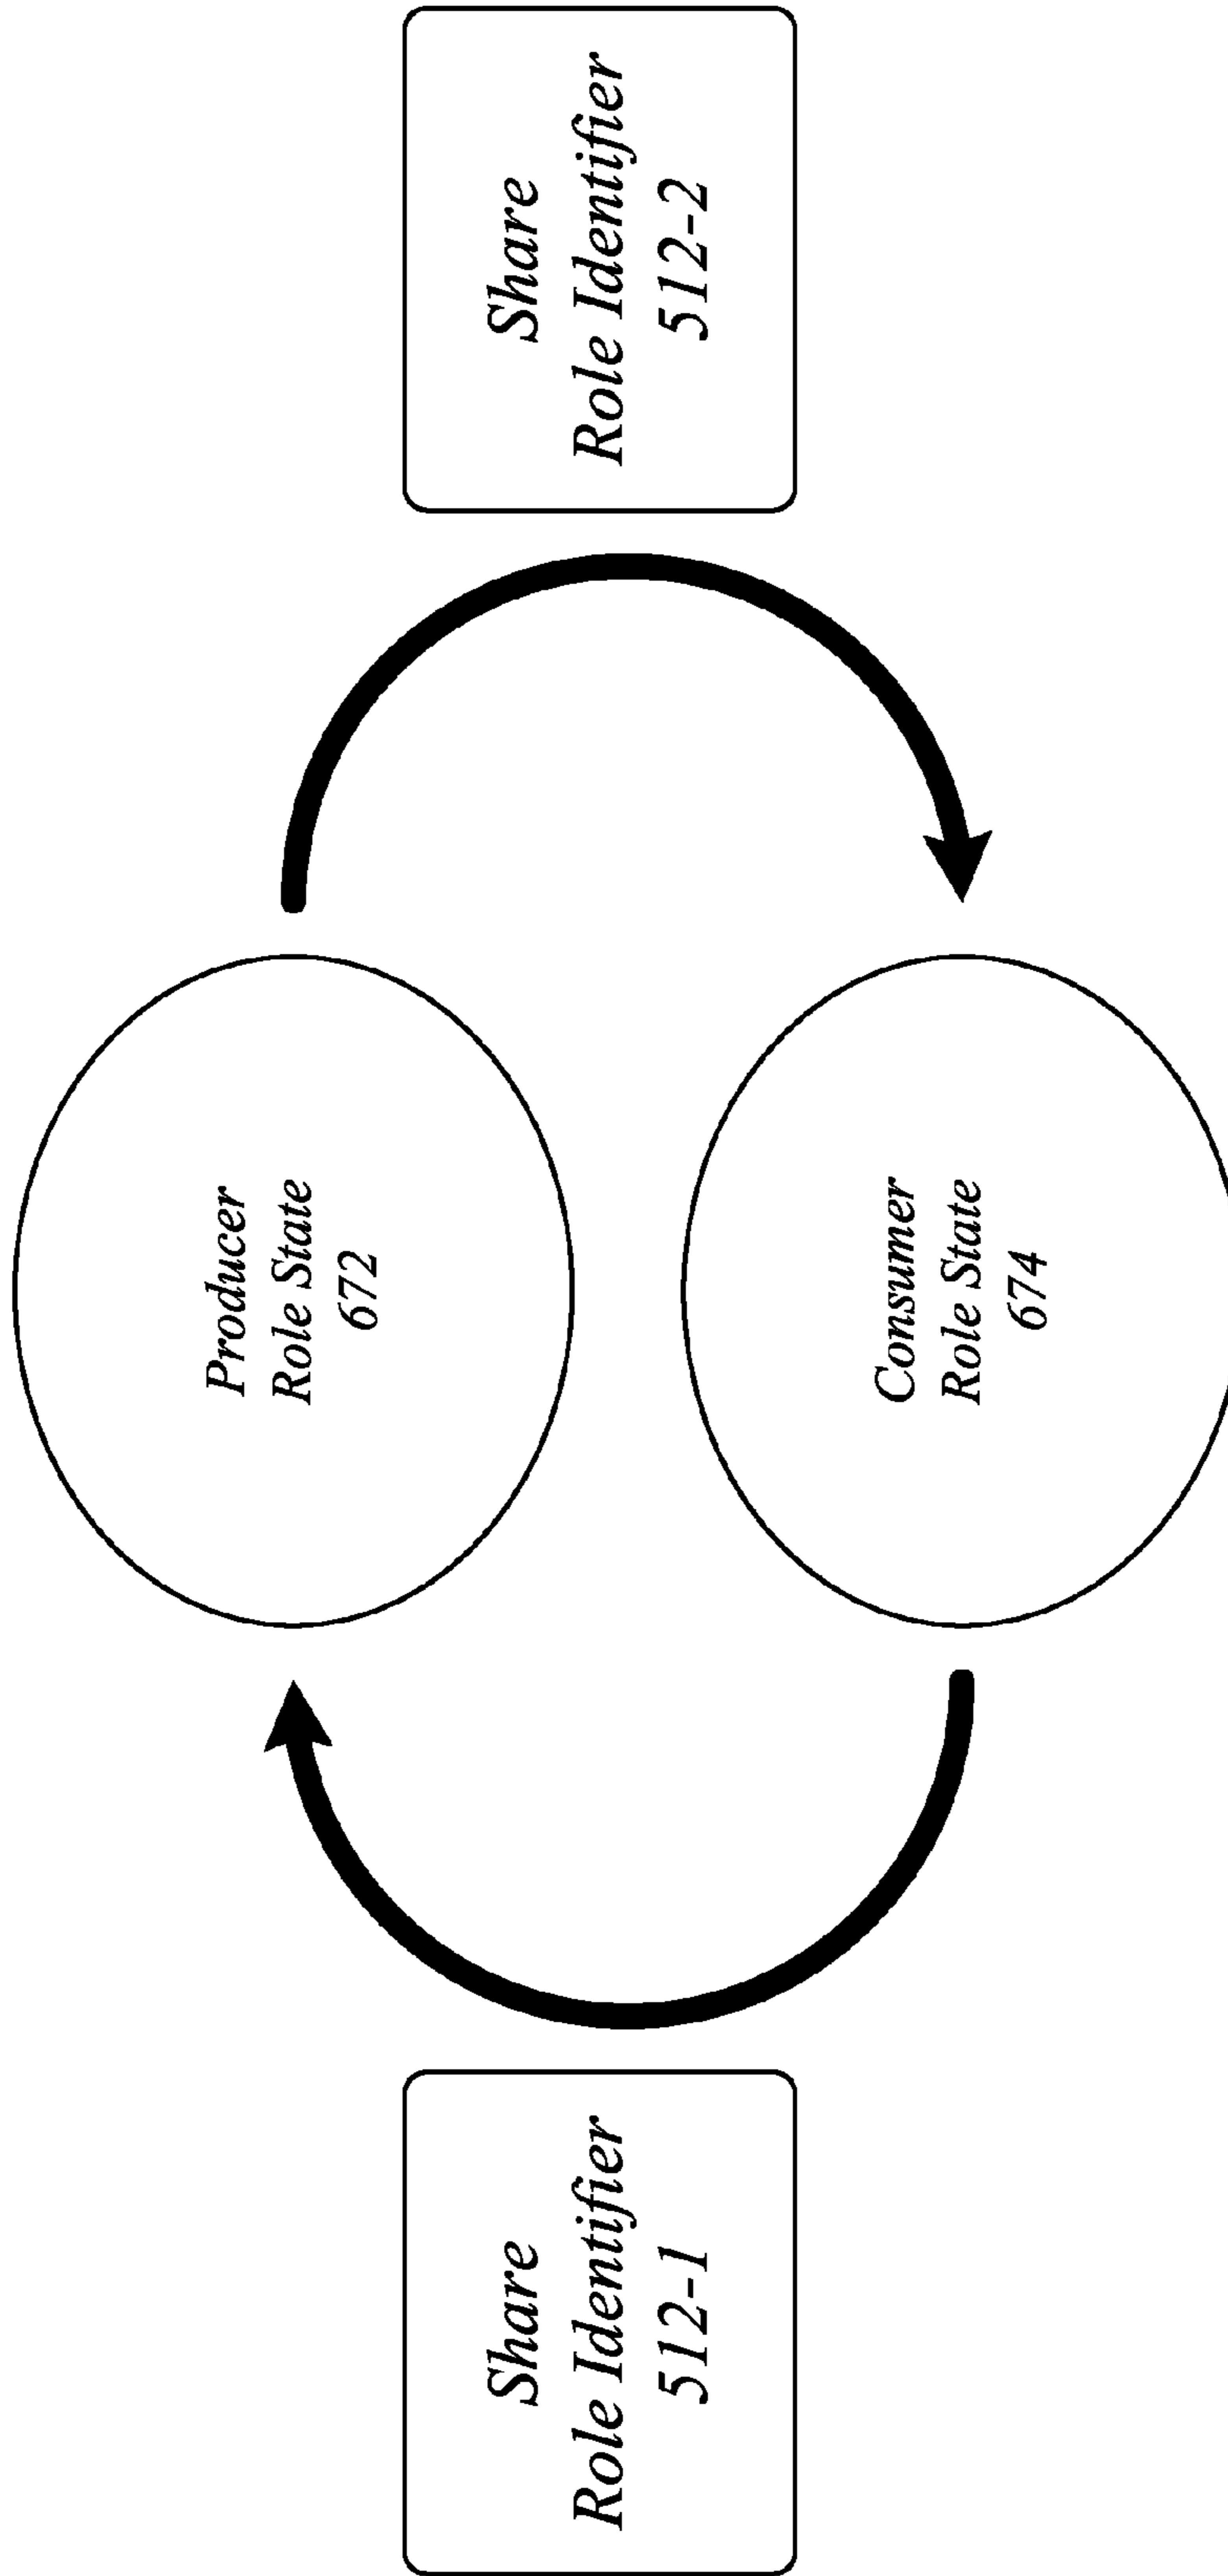 Share
Role Identifier
512-1
Producer
Role State
672
Consumer
Role State
674
Share
Role Identifier
512-2